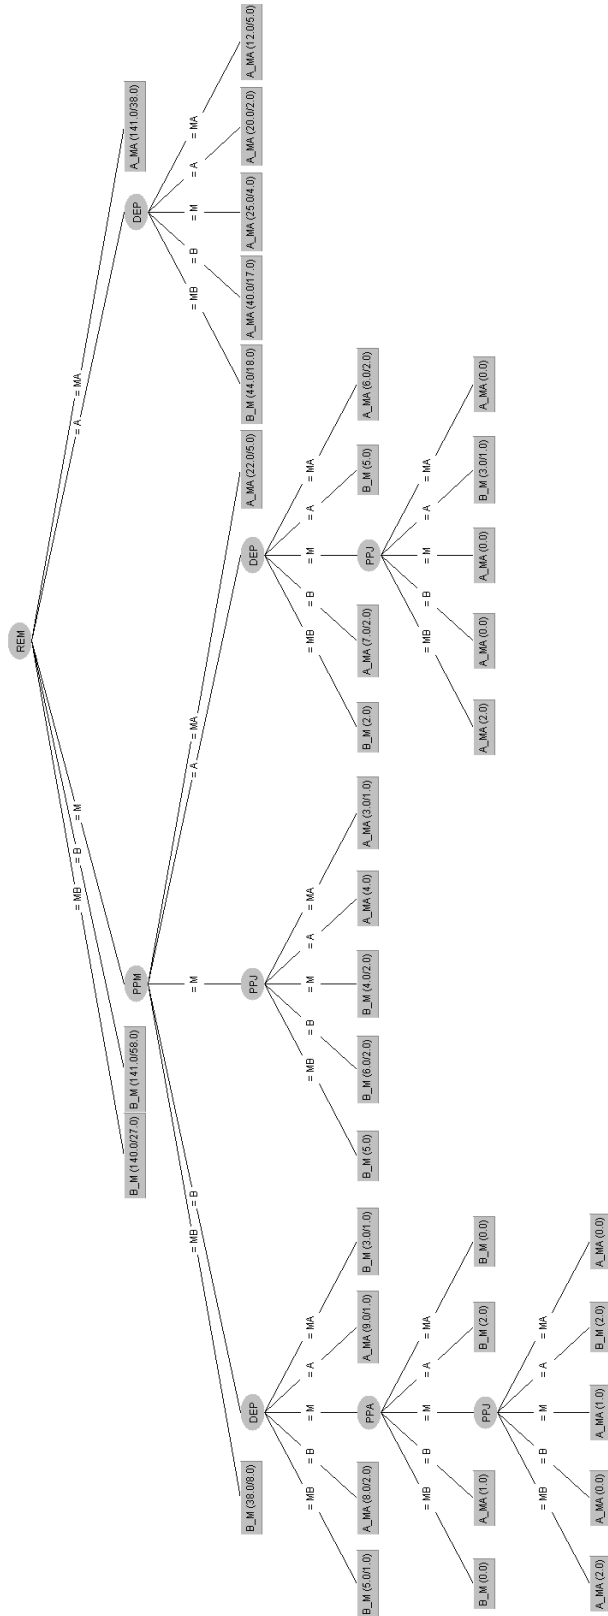 REM
= MB
= B
= M
= A
= MA
B_M (140.0/27.0)
B_M (141.0/58.0)
PPM
DEP
A_MA (141.0/38.0)
= MB
= B
= M
= A
= MA
= MB
= B
= M
= A
= MA
B_M (38.0/8.0)
DEP
PPJ
DEP
A_MA (22.0/5.0)
B_M (44.0/18.0)
A_MA (40.0/17.0)
A_MA (25.0/4.0)
A_MA (20.0/2.0)
A_MA (12.0/5.0)
= MB
= B
= M
= A
= MA
= MB
= B
= M
= A
= MA
= MB
= B
= M
= A
= MA
B_M (5.0/1.0)
A_MA (8.0/2.0)
PPA
A_MA (9.0/1.0)
B_M (3.0/1.0)
B_M (5.0)
B_M (6.0/2.0)
B_M (4.0/2.0)
A_MA (4.0)
A_MA (3.0/1.0)
B_M (2.0)
A_MA (7.0/2.0)
PPJ
B_M (5.0)
A_MA (6.0/2.0)
= MB
= B
= M
= A
= MA
= MB
= B
= M
= A
= MA
B_M (0.0)
A_MA (1.0)
PPJ
B_M (2.0)
B_M (0.0)
A_MA (2.0)
A_MA (0.0)
A_MA (0.0)
B_M (3.0/1.0)
A_MA (0.0)
= MB
= B
= M
= A
= MA
A_MA (2.0)
A_MA (0.0)
A_MA (1.0)
B_M (2.0)
A_MA (0.0)